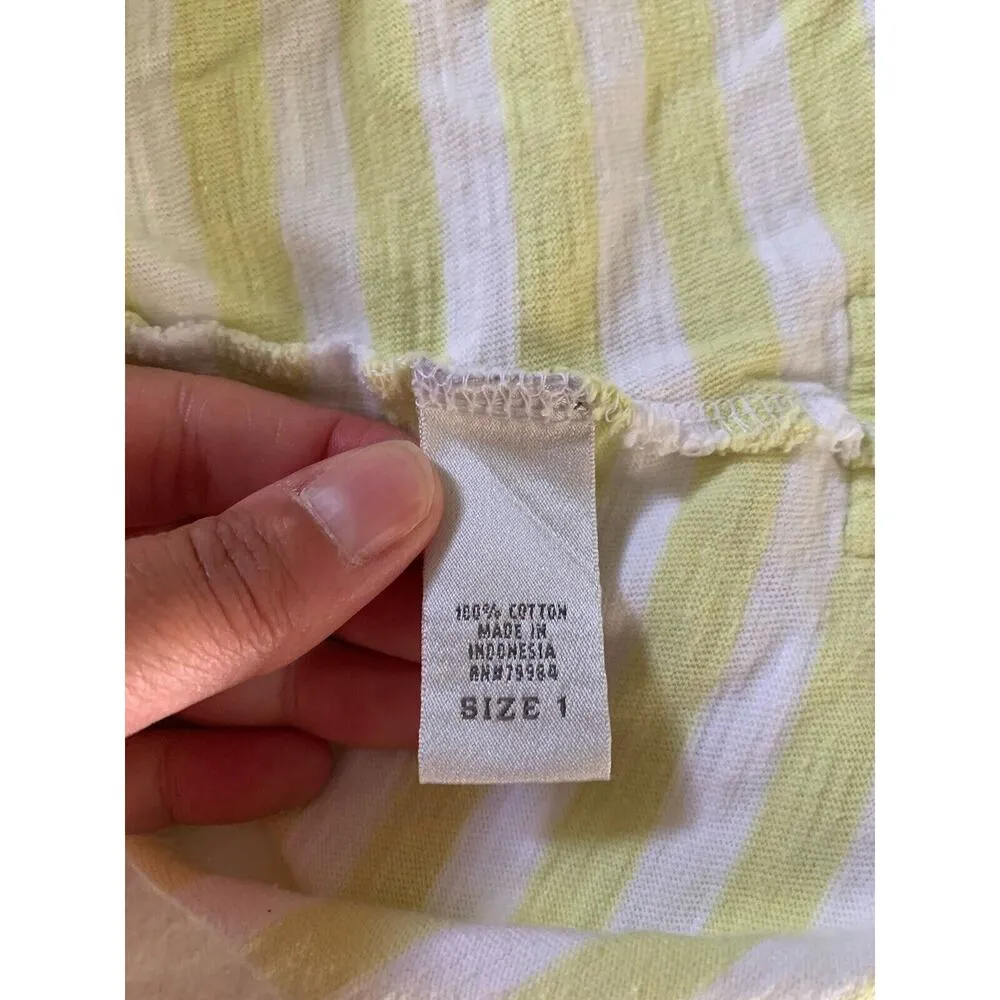 100% COTTON
MADE IN
INDONESIA
RN#79984
SIZE 1